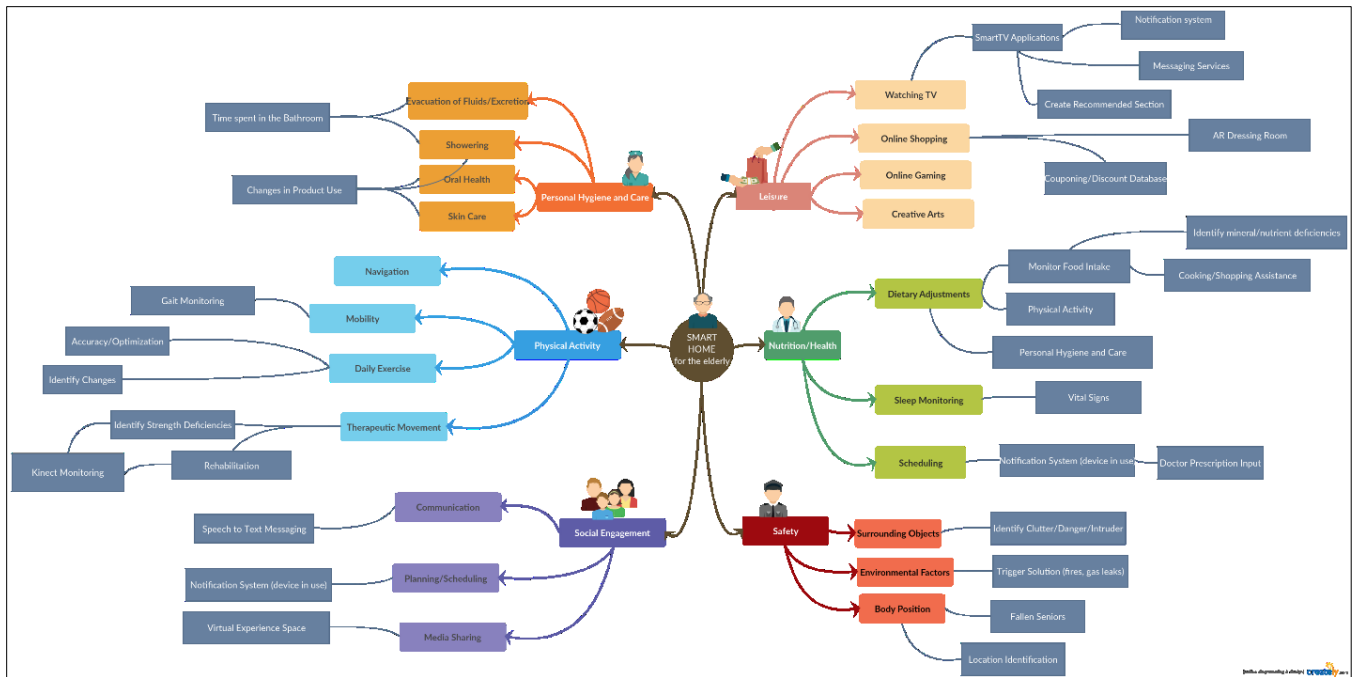 Notification system
SmartTV Applications
Messaging Services
Watching TV
Create Recommended Section
Evacuation of Fluids/Excretion
Time spent in the Bathroom
Online Shopping
AR Dressing Room
Showering
Oral Health
Online Gaming
Couponing/Discount Database
Changes in Product Use
Personal Hygiene and Care
Leisure
Skin Care
Creative Arts
Identify mineral/nutrient deficiencies
Navigation
Monitor Food Intake
Cooking/Shopping Assistance
Dietary Adjustments
Gait Monitoring
Mobility
Physical Activity
SMART
HOME
for the elderly
Accuracy/Optimization
Physical Activity
Nutrition/Health
Personal Hygiene and Care
Daily Exercise
Identify Changes
Sleep Monitoring
Vital Signs
Identify Strength Deficiencies
Therapeutic Movement
Kinect Monitoring
Rehabilitation
Scheduling
Notification System (device in use
Doctor Prescription Input
Communication
Speech to Text Messaging
Social Engagement
Safety
Surrounding Objects
Identify Clutter/Danger/Intruder
Notification System (device in use)
Planning/Scheduling
Environmental Factors
Trigger Solution (fires, gas leaks)
Body Position
Fallen Seniors
Virtual Experience Space
Media Sharing
Location Identification
creately